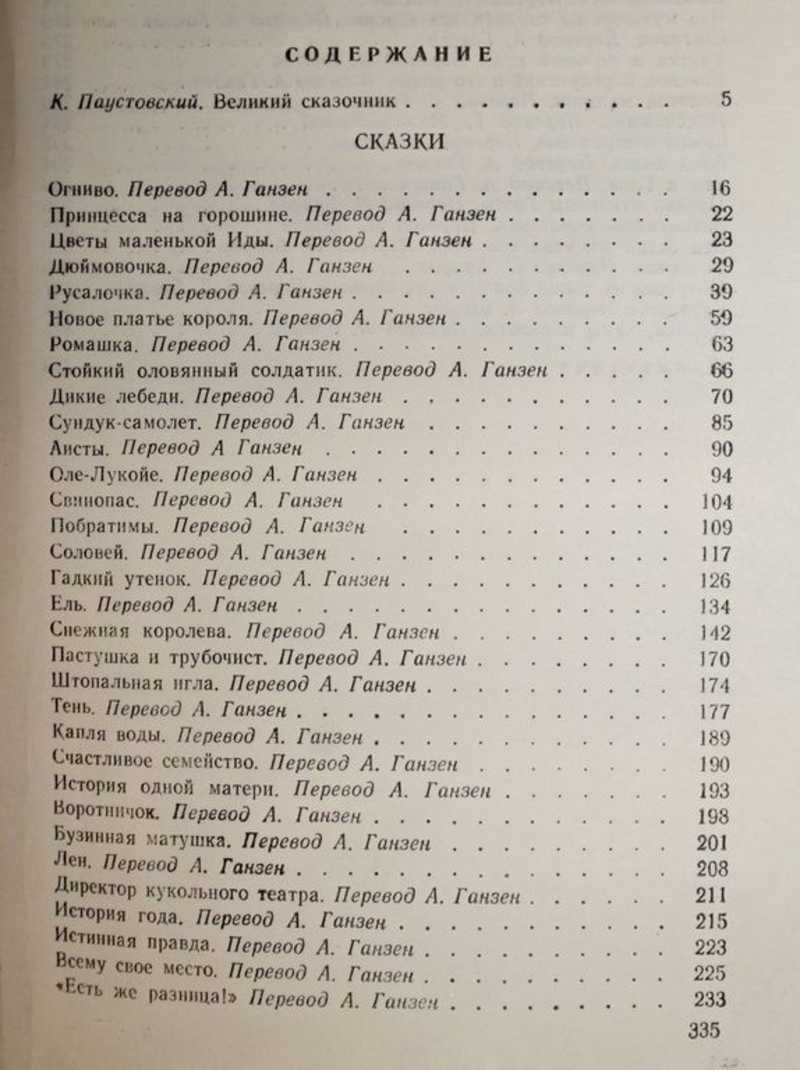 СОДЕРЖАНИЕ
К. Паустовский. Великий сказочник . . . . . . . . . . . 5
СКАЗКИ
Огниво. Перевод А. Ганзен . . . . . . . . . . . . . . 16
Принцесса на горошине. Перевод А. Ганзен . . . . . . . 22
Цветы маленькой Иды. Перевод А. Ганзен . . . . . . . . 23
Дюймовочка. Перевод А. Ганзен . . . . . . . . . . . 29
Русалочка. Перевод А. Ганзен . . . . . . . . . . . . . 39
Новое платье короля. Перевод А. Ганзен . . . . . . . . . 59
Ромашка. Перевод А. Ганзен . . . . . . . . . . . . . 63
Стойкий оловянный солдатик. Перевод А. Ганзен . . . . . 66
Дикие лебеди. Перевод А. Ганзен . . . . . . . . . . . 70
Сундук-самолет. Перевод А. Ганзен . . . . . . . . . . 85
Аисты. Перевод А Ганзен . . . . . . . . . . . . . . 90
Оле-Лукойе. Перевод А. Ганзен . . . . . . . . . . . . 94
Свинопас. Перевод А. Ганзен . . . . . . . . . . . . 104
Побратимы. Перевод А. Ганзен . . . . . . . . . . . 109
Соловей. Перевод А. Ганзен . . . . . . . . . . . . . 117
Гадкий утенок. Перевод А. Ганзен . . . . . . . . . . . 126
Ель. Перевод А. Ганзен . . . . . . . . . . . . . . . 134
Снежная королева. Перевод А. Ганзен . . . . . . . . . 142
Пастушка и трубочист. Перевод А. Ганзен . . . . . . . . 170
Штопальная игла. Перевод А. Ганзен . . . . . . . . . . 174
Тень. Перевод А. Ганзен . . . . . . . . . . . . . . . 177
Капля воды. Перевод А. Ганзен . . . . . . . . . . . . 189
Счастливое семейство. Перевод А. Ганзен . . . . . . . . 190
История одной матери. Перевод А. Ганзен . . . . . . . 193
Воротничок. Перевод А. Ганзен . . . . . . . . . . . . 198
Бузинная матушка. Перевод А. Ганзен . . . . . . . . . 201
Лен. Перевод А. Ганзен . . . . . . . . . . . . . . . 208
Директор кукольного театра. Перевод А. Ганзен . . . . . . 211
История года. Перевод А. Ганзен . . . . . . . . . . . 215
Истинная правда. Перевод А. Ганзен . . . . . . . . . . 223
Всему свое место. Перевод А. Ганзен . . . . . . . . . . 225
«Есть же разница!» Перевод А. Ганзен . . . . . . . . . 233
335